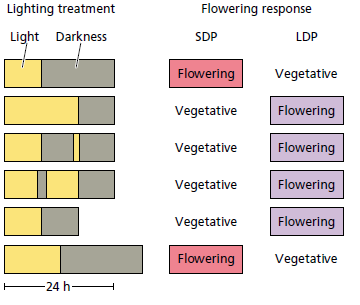 Lighting treatment Flowering response
Light Darkness SDP LDP
Flowering Vegetative
Vegetative Flowering
Vegetative Flowering
Vegetative Flowering
Vegetative Flowering
Flowering Vegetative
24 h